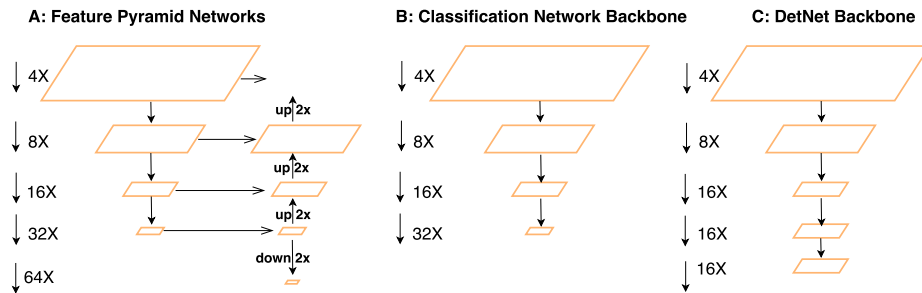 A: Feature Pyramid Networks
4X
8X
16X
32X
64X
up 2x
up 2x
up 2x
down 2x
B: Classification Network Backbone
4X
8X
16X
32X
C: DetNet Backbone
4X
8X
16X
16X
16X